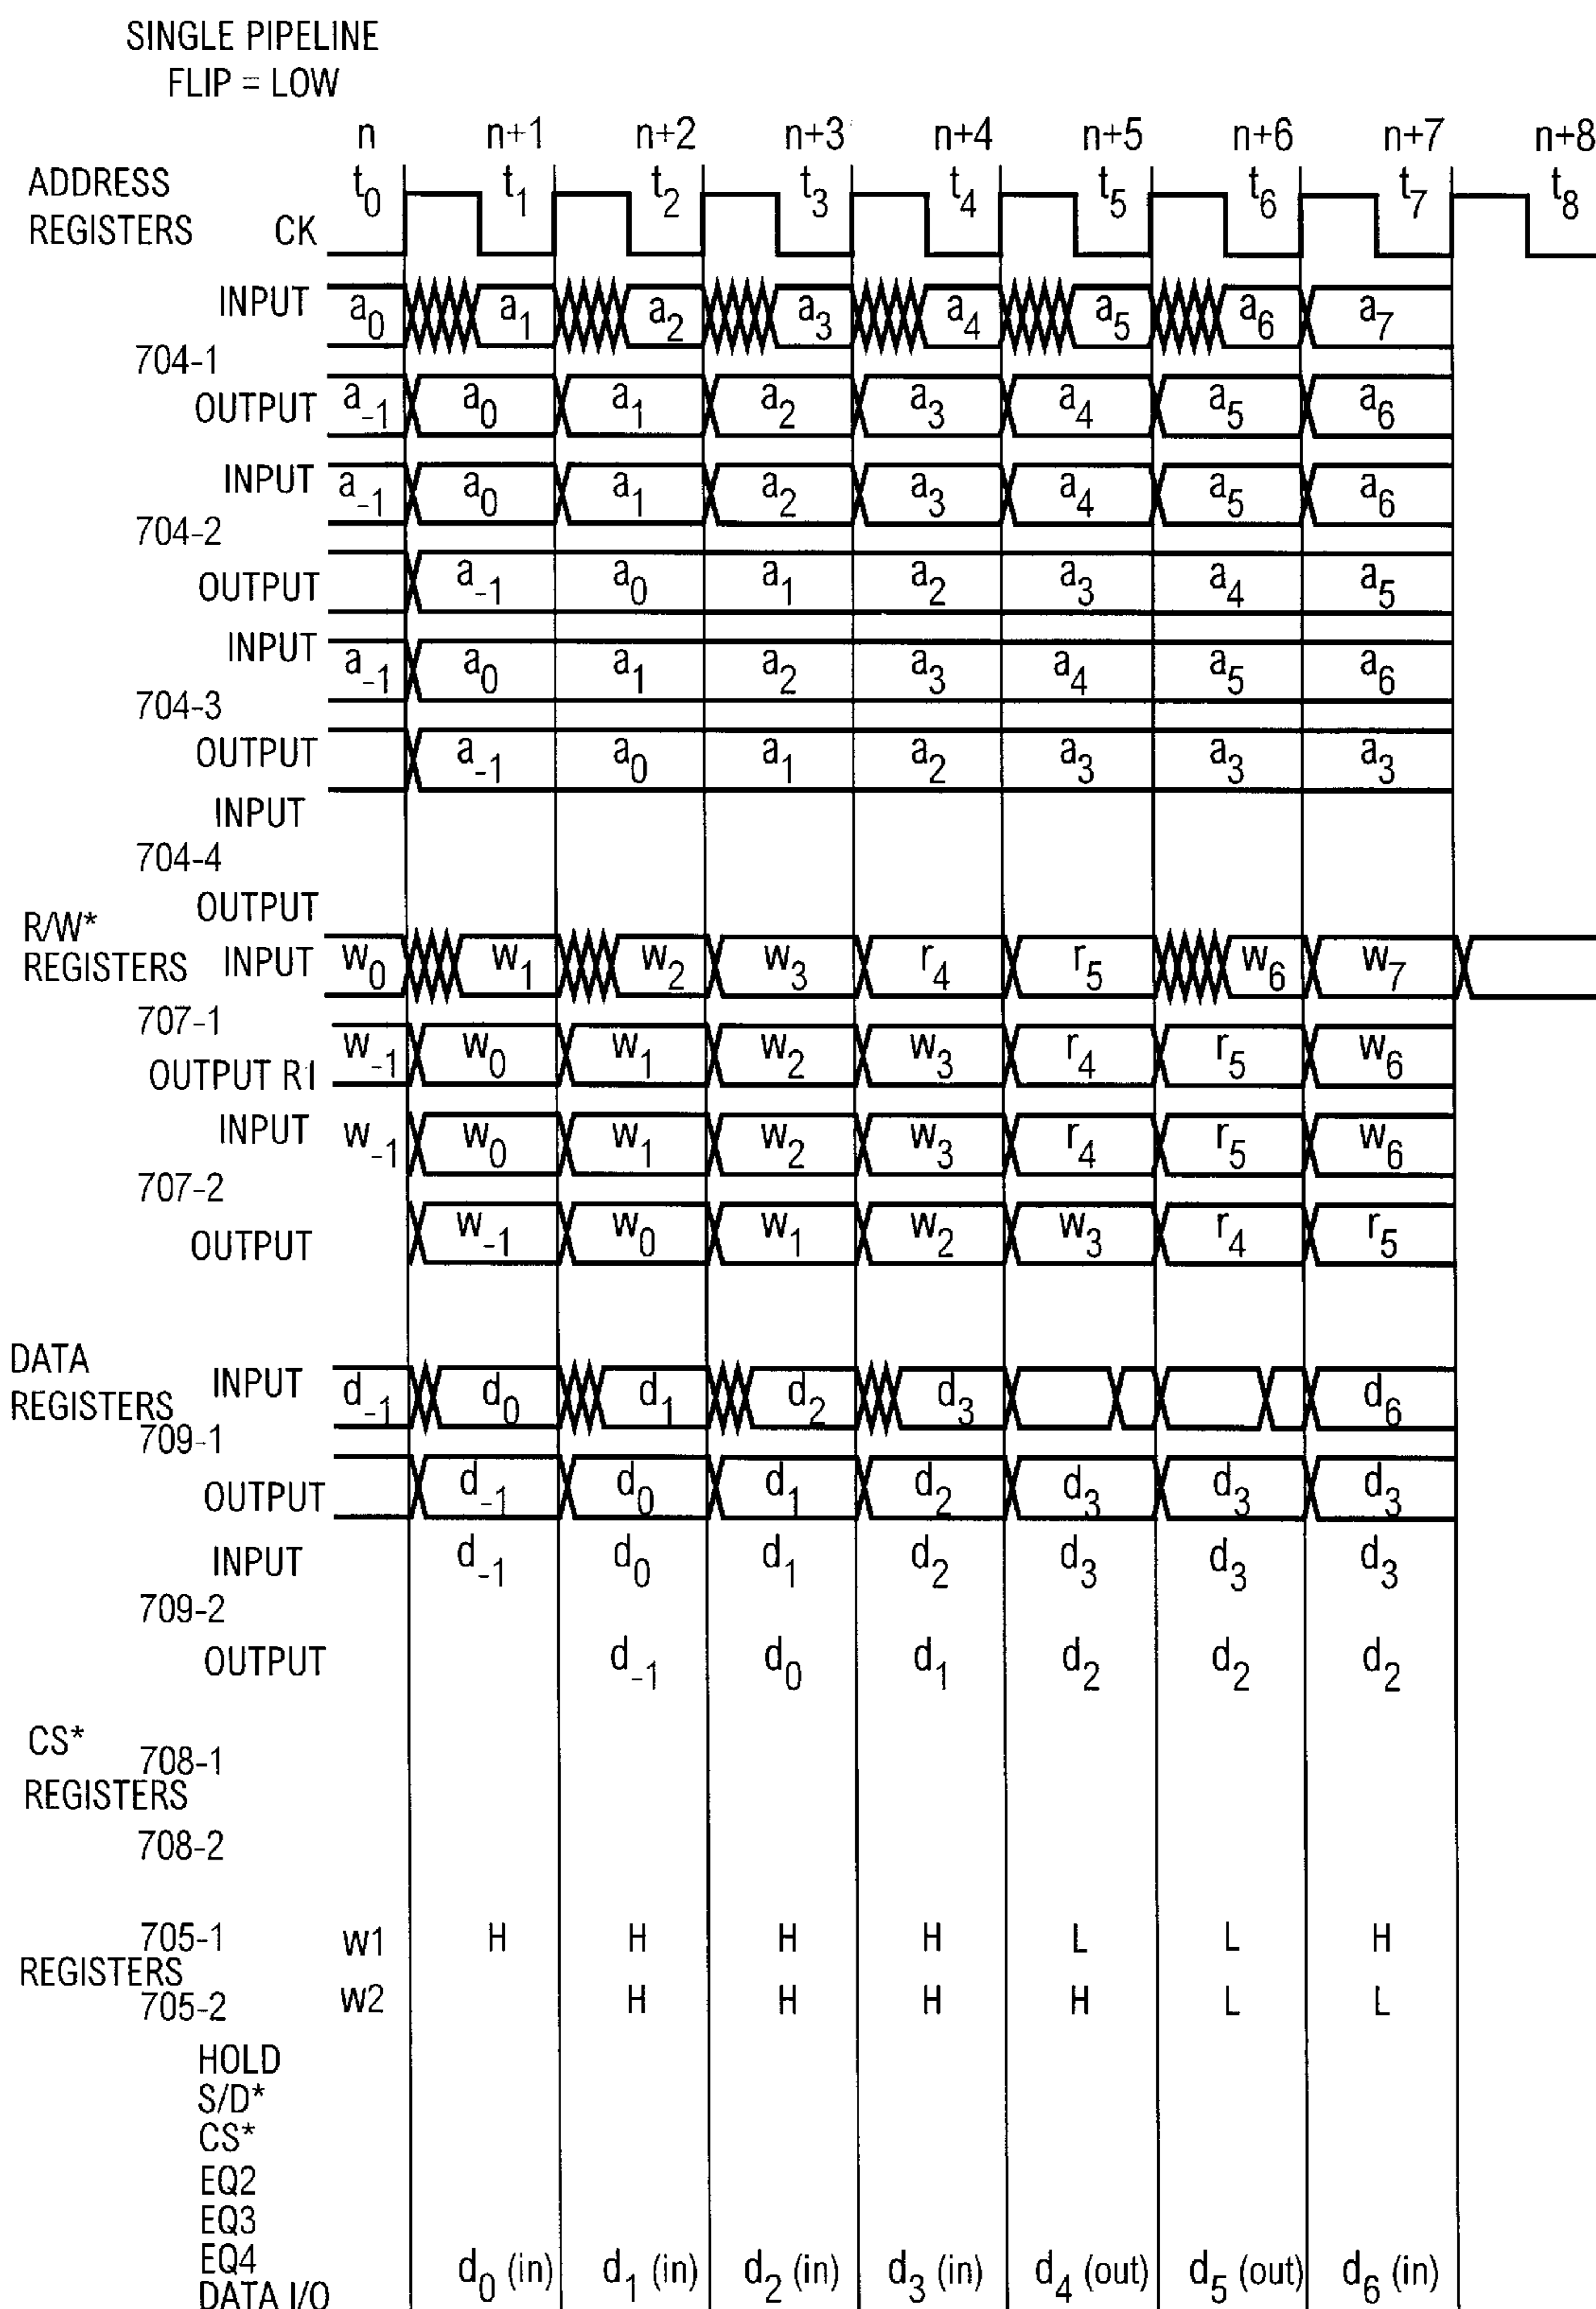 SINGLE PIPELINE
FLIP = LOW
n n+1 n+2 n+3 n+4 n+5 n+6 n+7 n+8
ADDRESS
REGISTERS
t0 t1 t2 t3 t4 t5 t6 t7 t8
CK
INPUT a0 a1 a2 a3 a4 a5 a6 a7
704-1
OUTPUT a-1 a0 a1 a2 a3 a4 a5 a6
INPUT a-1 a0 a1 a2 a3 a4 a5 a6
704-2
OUTPUT a-1 a0 a1 a2 a3 a4 a5
INPUT a-1 a0 a1 a2 a3 a4 a5 a6
704-3
OUTPUT a-1 a0 a1 a2 a3 a3 a3
INPUT
704-4
OUTPUT
R/W*
REGISTERS
INPUT w0 w1 w2 w3 r4 r5 w6 w7
707-1
OUTPUT R1 w-1 w0 w1 w2 w3 r4 r5 w6
INPUT w-1 w0 w1 w2 w3 r4 r5 w6
707-2
OUTPUT w-1 w0 w1 w2 w3 r4 r5
DATA
REGISTERS
INPUT d-1 d0 d1 d2 d3 d6
709-1
OUTPUT d-1 d0 d1 d2 d3 d3 d3
INPUT d-1 d0 d1 d2 d3 d3 d3
709-2
OUTPUT d-1 d0 d1 d2 d2 d2
CS*
708-1
REGISTERS
708-2
705-1 w1 H H H H L L H
REGISTERS
705-2 w2 H H H H L L
HOLD
S/D*
CS*
EQ2
EQ3
EQ4
DATA I/O d0 (in) d1 (in) d2 (in) d3 (in) d4 (out) d5 (out) d6 (in)